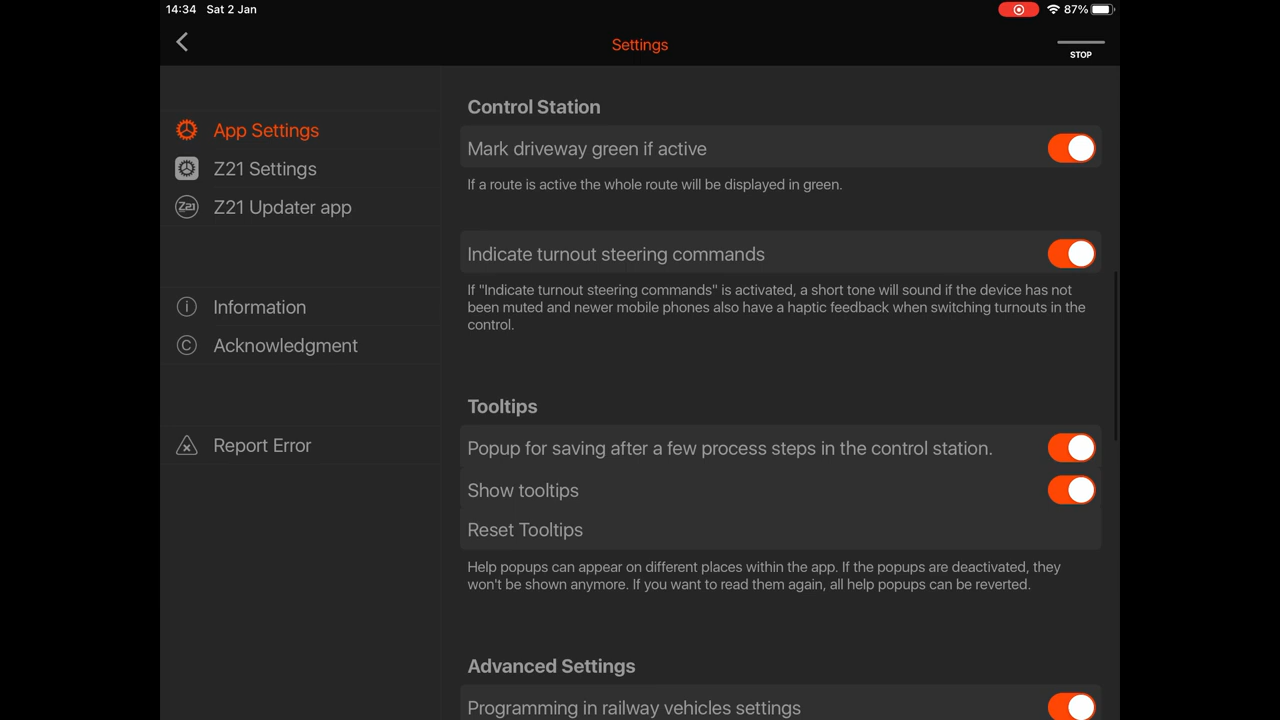 14:34 Sat 2 Jan
87%
Settings
STOP
App Settings
Z21 Settings
Z21
Z21 Updater app
Information
Acknowledgment
Report Error
Control Station
Mark driveway green if active
If a route is active the whole route will be displayed in green.
Indicate turnout steering commands
If "Indicate turnout steering commands" is activated, a short tone will sound if the device has not
been muted and newer mobile phones also have a haptic feedback when switching turnouts in the
control.
Tooltips
Popup for saving after a few process steps in the control station.
Show tooltips
Reset Tooltips
Help popups can appear on different places within the app. If the popups are deactivated, they
won't be shown anymore. If you want to read them again, all help popups can be reverted.
Advanced Settings
Programming in railway vehicles settings